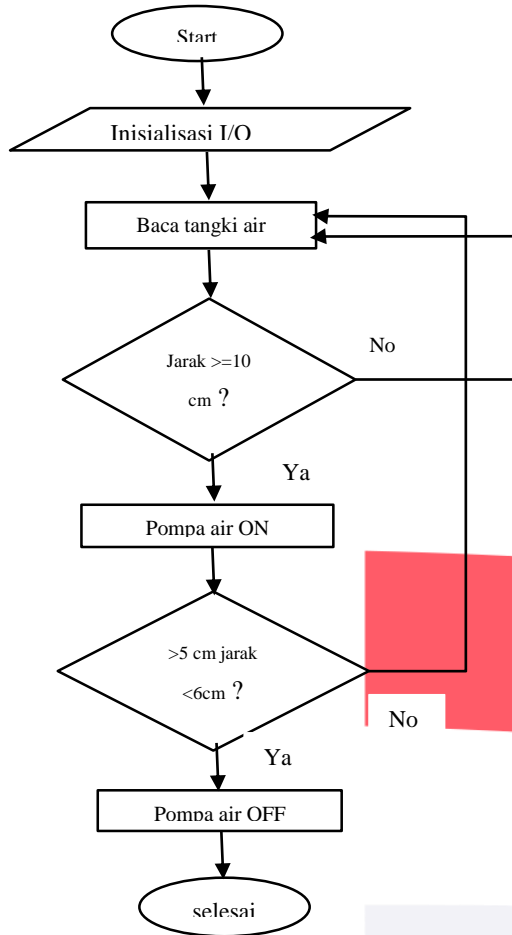 Start
Inisialisasi I/O
Baca tangki air
Jarak >=10
cm ?
No
Ya
Pompa air ON
>5 cm jarak
<6cm ?
No
Ya
Pompa air OFF
selesai